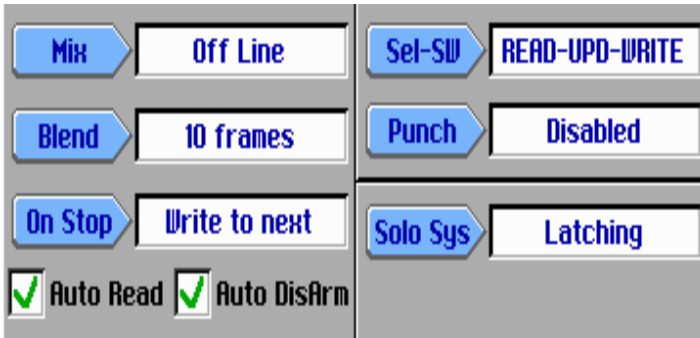 Mix Off Line
Blend 10 frames
On Stop Write to next
Auto Read Auto DisArm
Sel-SW READ-UPD-WRITE
Punch Disabled
Solo Sys Latching